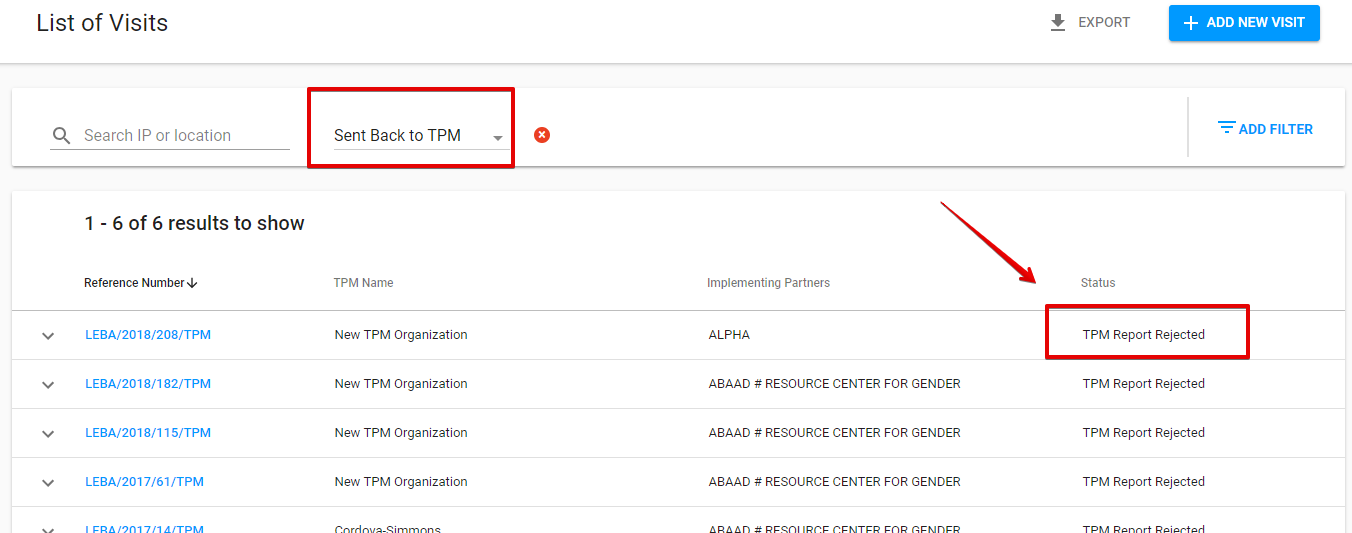 List of Visits
EXPORT
ADD NEW VISIT
Search IP or location
Sent Back to TPM
ADD FILTER
1 - 6 of 6 results to show
Reference Number TPM Name Implementing Partners Status
LEBA/2018/208/TPM New TPM Organization ALPHA TPM Report Rejected
LEBA/2018/182/TPM New TPM Organization ABAAD # RESOURCE CENTER FOR GENDER TPM Report Rejected
LEBA/2018/115/TPM New TPM Organization ABAAD # RESOURCE CENTER FOR GENDER TPM Report Rejected
LEBA/2017/61/TPM New TPM Organization ABAAD # RESOURCE CENTER FOR GENDER TPM Report Rejected
LEBA/2017/14/TPM Cordova-Simmons ABAAD # RESOURCE CENTER FOR GENDER TPM Report Rejected